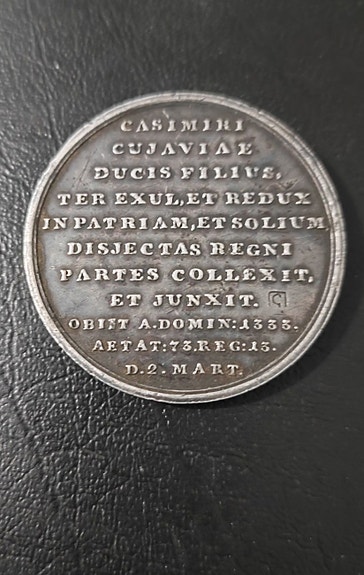 CASIMIRI
CUJAVIAE
DUCIS FILIUS,
TER EXUL, ET REDUX
IN PATRIAM, ET SOLIUM,
DISJECTAS REGNI
PARTES COLLEXIT,
ET JUNXIT.
OBIIT A.DOMIN:1333.
AETAT:73.REG:13.
D.2.MART.